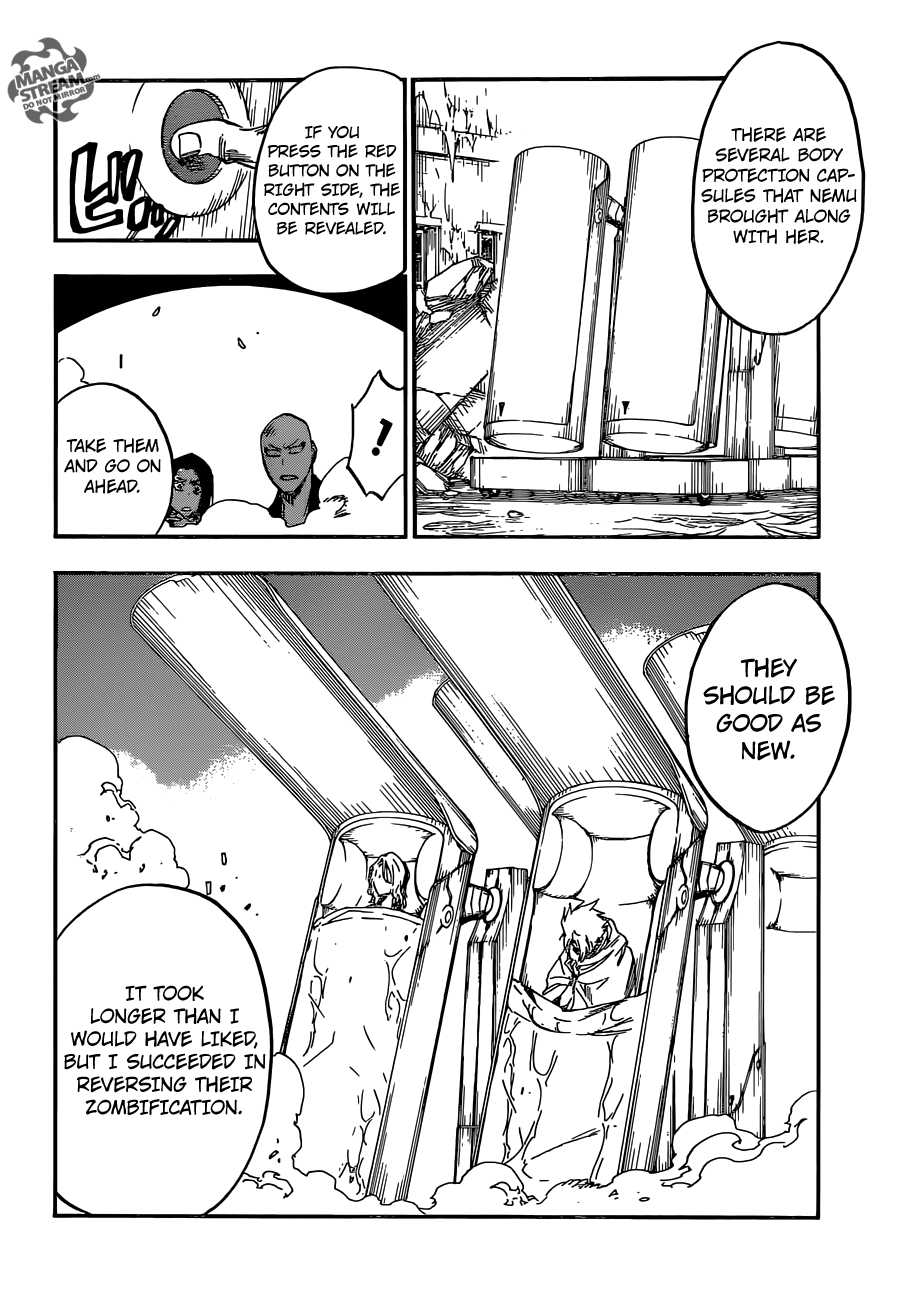 THERE ARE
SEVERAL BODY
PROTECTION CAP-
SULES THAT NEMU
BROUGHT ALONG
WITH HER.
MANGA
STREAM.com
DO NOT MIRROR
IF YOU
PRESS THE RED
BUTTON ON
THE RIGHT
SIDE, THE
CONTENTS WILL
BE REVEALED.
ピッ
!
TAKE THEM
AND GO ON
AHEAD.
THEY
SHOULD BE
GOOD AS
NEW.
IT TOOK
LONGER THAN I
WOULD HAVE LIKED,
BUT I SUCCEEDED IN
REVERSING THEIR
ZOMBIFICATION.